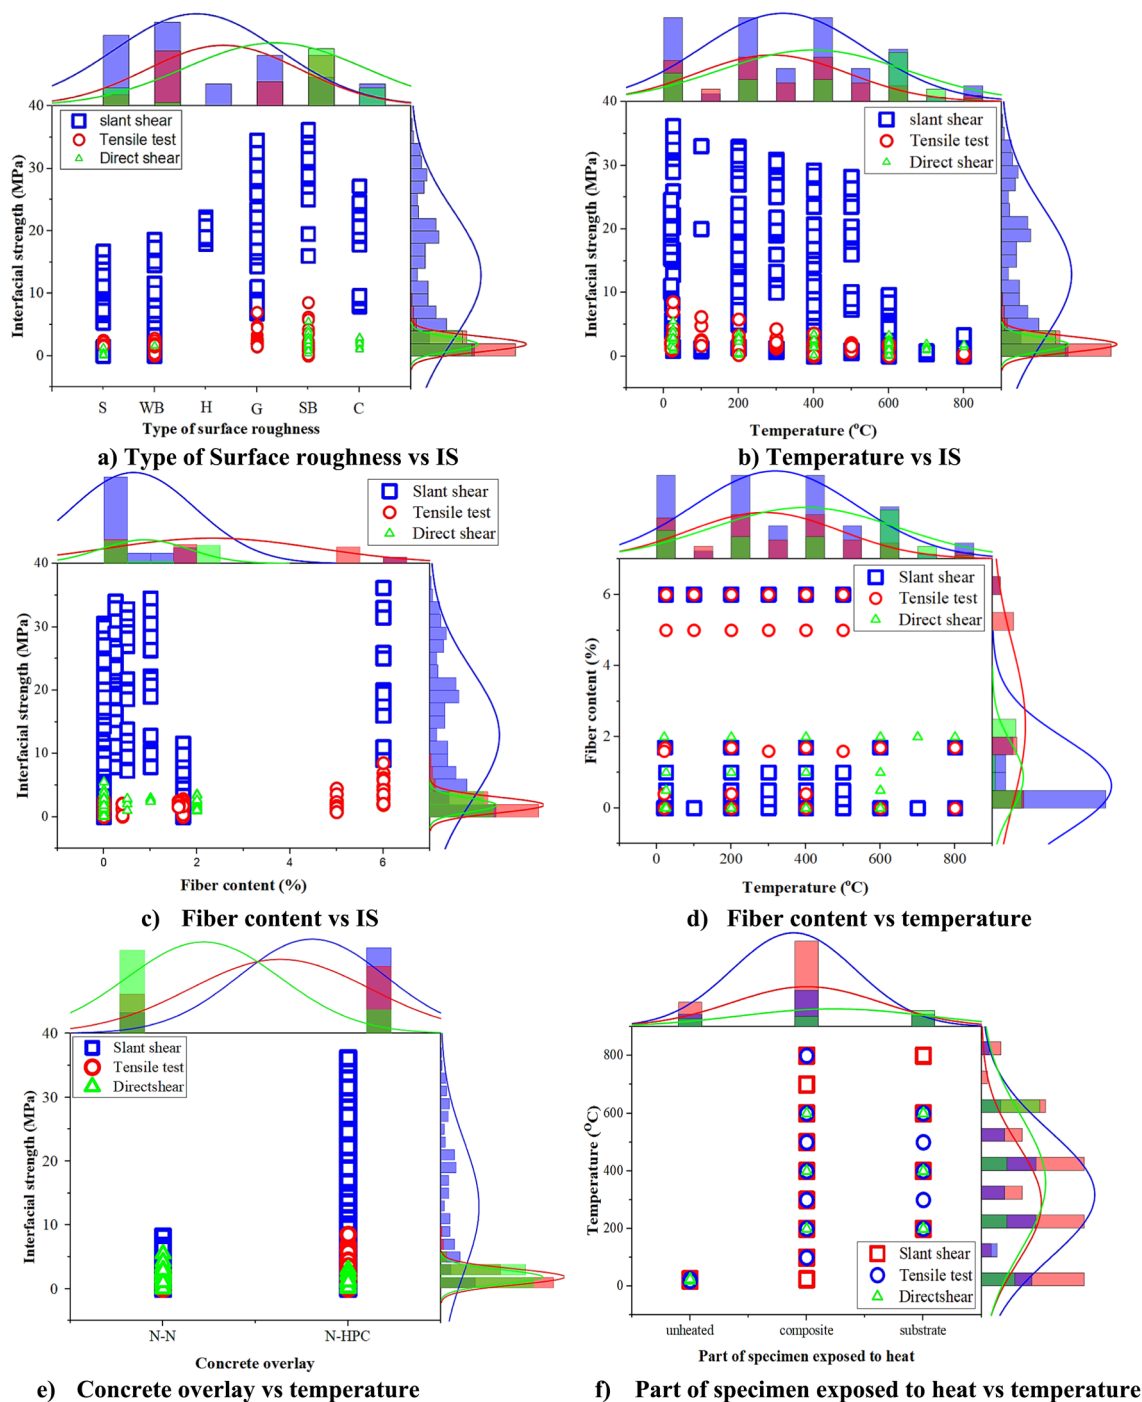 40
30
20
10
0
Interfacial strength (MPa)
slant shear
Tensile test
Direct shear
S WB H G SB C
Type of surface roughness
a) Type of Surface roughness vs IS
40
30
20
10
0
Interfacial strength (MPa)
slant shear
Tensile test
Direct shear
0 200 400 600 800
Temperature (°C)
b) Temperature vs IS
40
30
20
10
0
Interfacial strength (MPa)
Slant shear
Tensile test
Direct shear
0 2 4 6
Fiber content (%)
c) Fiber content vs IS
6
4
2
0
Fiber content (%)
Slant shear
Tensile test
Direct shear
0 200 400 600 800
Temperature (°C)
d) Fiber content vs temperature
40
30
20
10
0
Interfacial strength (MPa)
Slant shear
Tensile test
Directshear
N-N N-HPC
Concrete overlay
e) Concrete overlay vs temperature
800
600
400
200
0
Temperature (°C)
Slant shear
Tensile test
Directshear
unheated composite substrate
Part of specimen exposed to heat
f) Part of specimen exposed to heat vs temperature